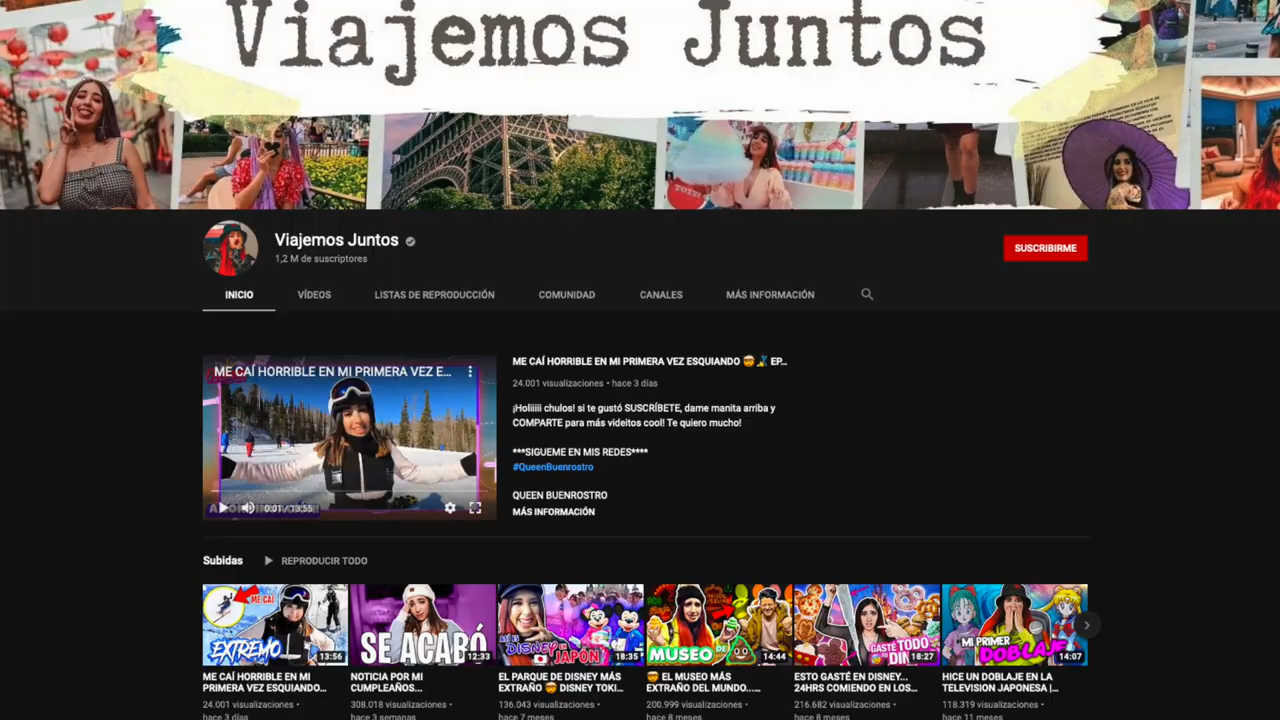 Viajemos Juntos
Viajemos Juntos
1,2 M de suscriptores
SUSCRIBIRME
INICIO VÍDEOS LISTAS DE REPRODUCCIÓN COMUNIDAD CANALES MÁS INFORMACIÓN
ME CAÍ HORRIBLE EN MI PRIMERA VEZ E...
0:01 / 13:55
ME CAÍ HORRIBLE EN MI PRIMERA VEZ ESQUIANDO 🤯🎿 EP...
24.001 visualizaciones • hace 3 días
¡Holiiiii chulos! si te gustó SUSCRÍBETE, dame manita arriba y
COMPARTE para más videitos cool! Te quiero mucho!
***SIGUEME EN MIS REDES****
#QueenBuenrostro
QUEEN BUENROSTRO
MÁS INFORMACIÓN
Subidas REPRODUCIR TODO
ME CAÍ
EXTREMO
13:56
SE ACABÓ
12:33
ASÍ ES
DISNEY EN
JAPÓN
18:35
MUSEO DE
14:44
GASTÉ TODO
18:27
MI PRIMER
DOBLAJE
14:07
ME CAÍ HORRIBLE EN MI
PRIMERA VEZ ESQUIANDO...
24.001 visualizaciones •
hace 3 días
NOTICIA POR MI
CUMPLEAÑOS...
308.018 visualizaciones •
hace 3 semanas
EL PARQUE DE DISNEY MÁS
EXTRAÑO 🤯 DISNEY TOKI...
136.043 visualizaciones •
hace 7 meses
🤯 EL MUSEO MÁS
EXTRAÑO DEL MUNDO......
200.999 visualizaciones •
hace 8 meses
ESTO GASTÉ EN DISNEY...
24HRS COMIENDO EN LOS...
216.682 visualizaciones •
hace 8 meses
HICE UN DOBLAJE EN LA
TELEVISION JAPONESA |...
118.319 visualizaciones •
hace 11 meses